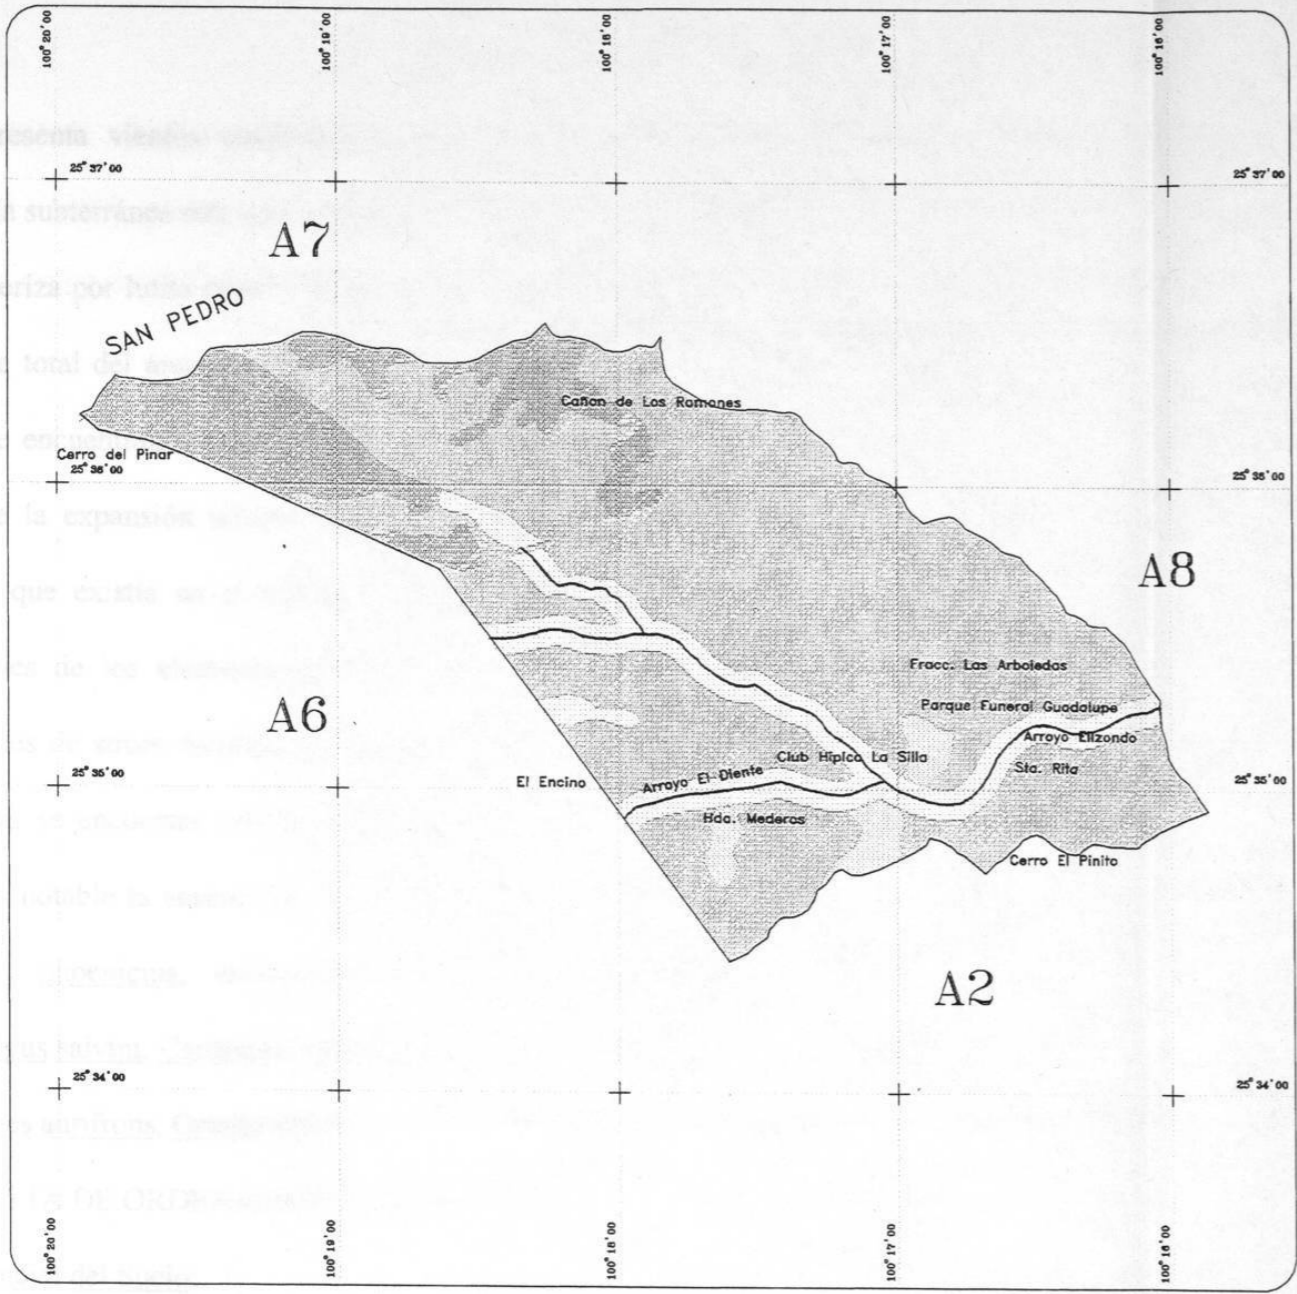 100° 20' 00
100° 19' 00
100° 18' 00
100° 17' 00
100° 16' 00
25° 37' 00
25° 37' 00
A7
SAN PEDRO
Cañon de Los Ramones
Cerro del Pinar
25° 36' 00
25° 36' 00
A8
Fracc. Las Arboledas
A6
Parque Funeral Guadalupe
Arroyo Elizondo
Club Hipico La Silla
Sta. Rita
El Encino
Arroyo El Diente
25° 35' 00
25° 35' 00
Hda. Mederos
Cerro El Pinito
A2
25° 34' 00
25° 34' 00
100° 20' 00
100° 19' 00
100° 18' 00
100° 17' 00
100° 16' 00